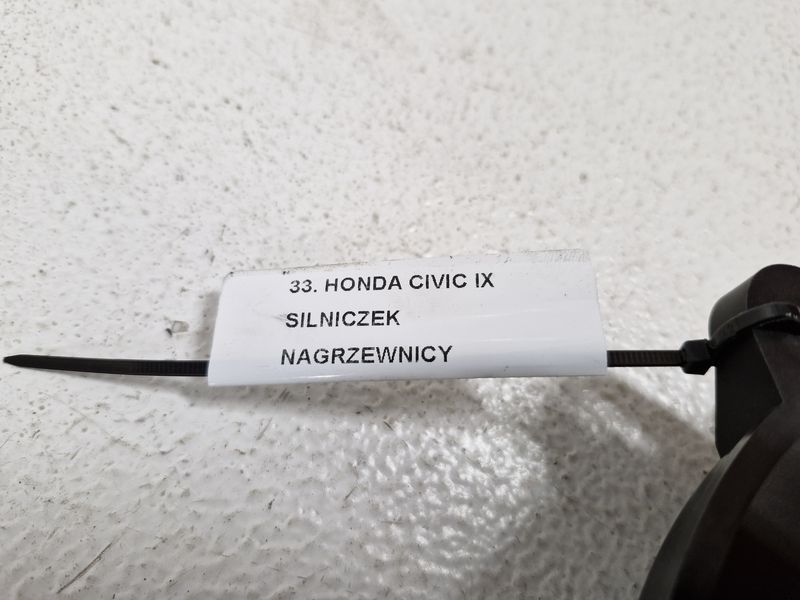 33. HONDA CIVIC IX
SILNICZEK
NAGRZEWNICY